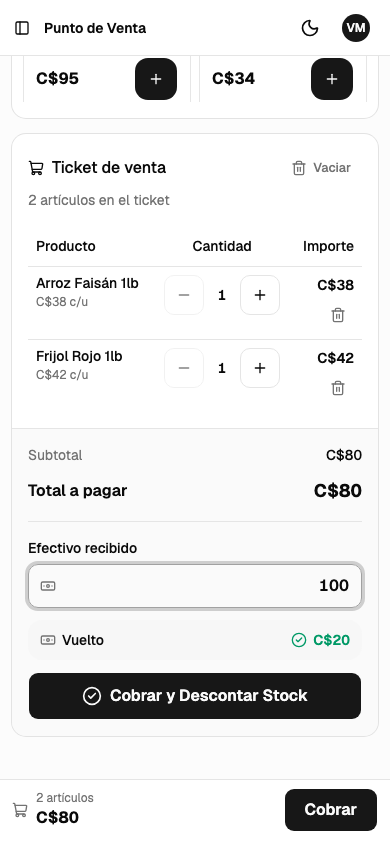 Punto de Venta
VM
C$95
C$34
Ticket de venta
Vaciar
2 artículos en el ticket
Producto Cantidad Importe
Arroz Faisán 1lb
C$38 c/u
1
C$38
Frijol Rojo 1lb
C$42 c/u
1
C$42
Subtotal C$80
Total a pagar C$80
Efectivo recibido
100
Vuelto C$20
Cobrar y Descontar Stock
2 artículos
C$80
Cobrar